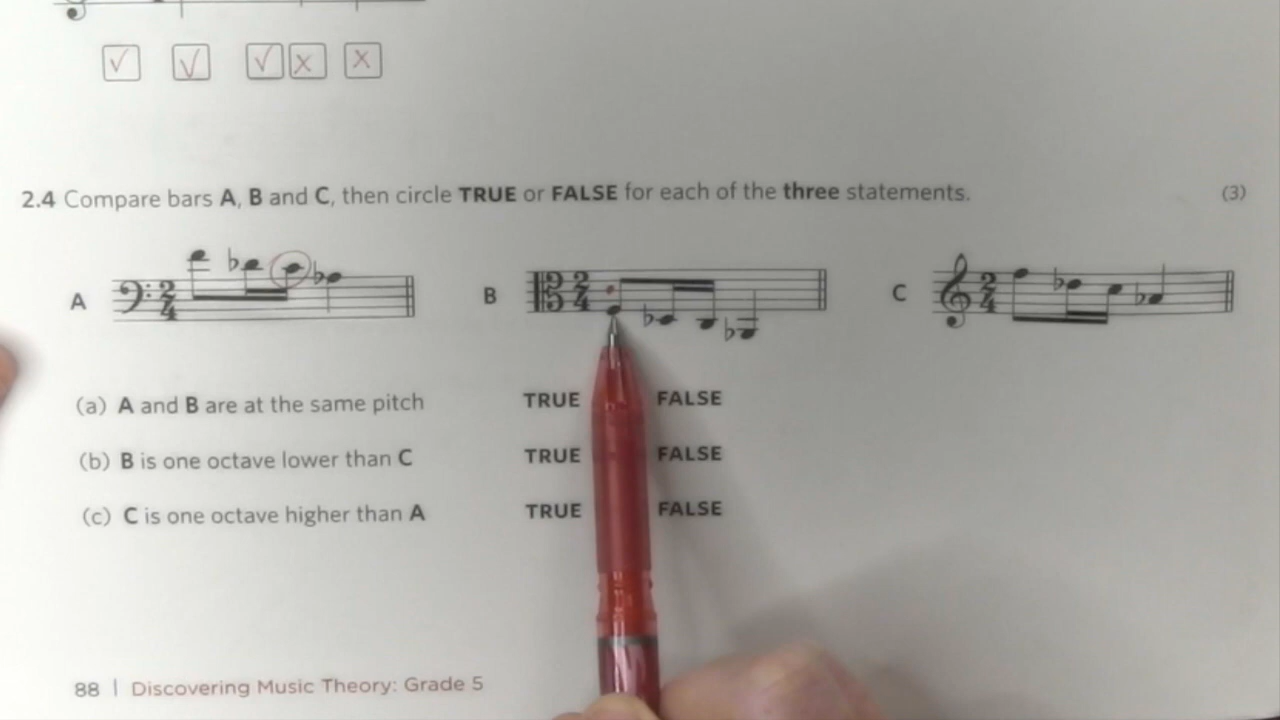 2.4 Compare bars A, B and C, then circle TRUE or FALSE for each of the three statements. (3)
A B C
(a) A and B are at the same pitch TRUE FALSE
(b) B is one octave lower than C TRUE FALSE
(c) C is one octave higher than A TRUE FALSE
88 | Discovering Music Theory: Grade 5